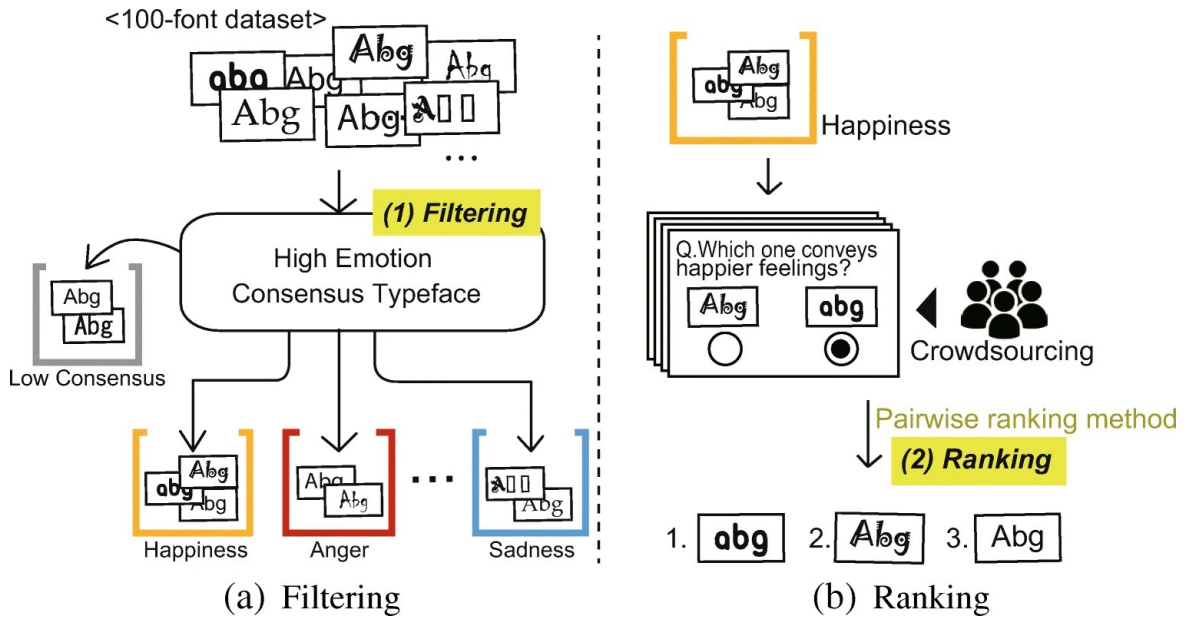 <100-font dataset>
Abg
aba
Abg
Abg
Abg
Abg
A▯▯
...
(1) Filtering
High Emotion
Consensus Typeface
Abg
Abg
Low Consensus
Abg
abg
Abg
Happiness
Abg
Abg
Anger
...
A▯▯
Abg
Sadness
(a) Filtering
Abg
abg
Abg
Happiness
Q.Which one conveys
happier feelings?
Abg
abg
Crowdsourcing
Pairwise ranking method
(2) Ranking
1. abg 2. Abg 3. Abg
(b) Ranking